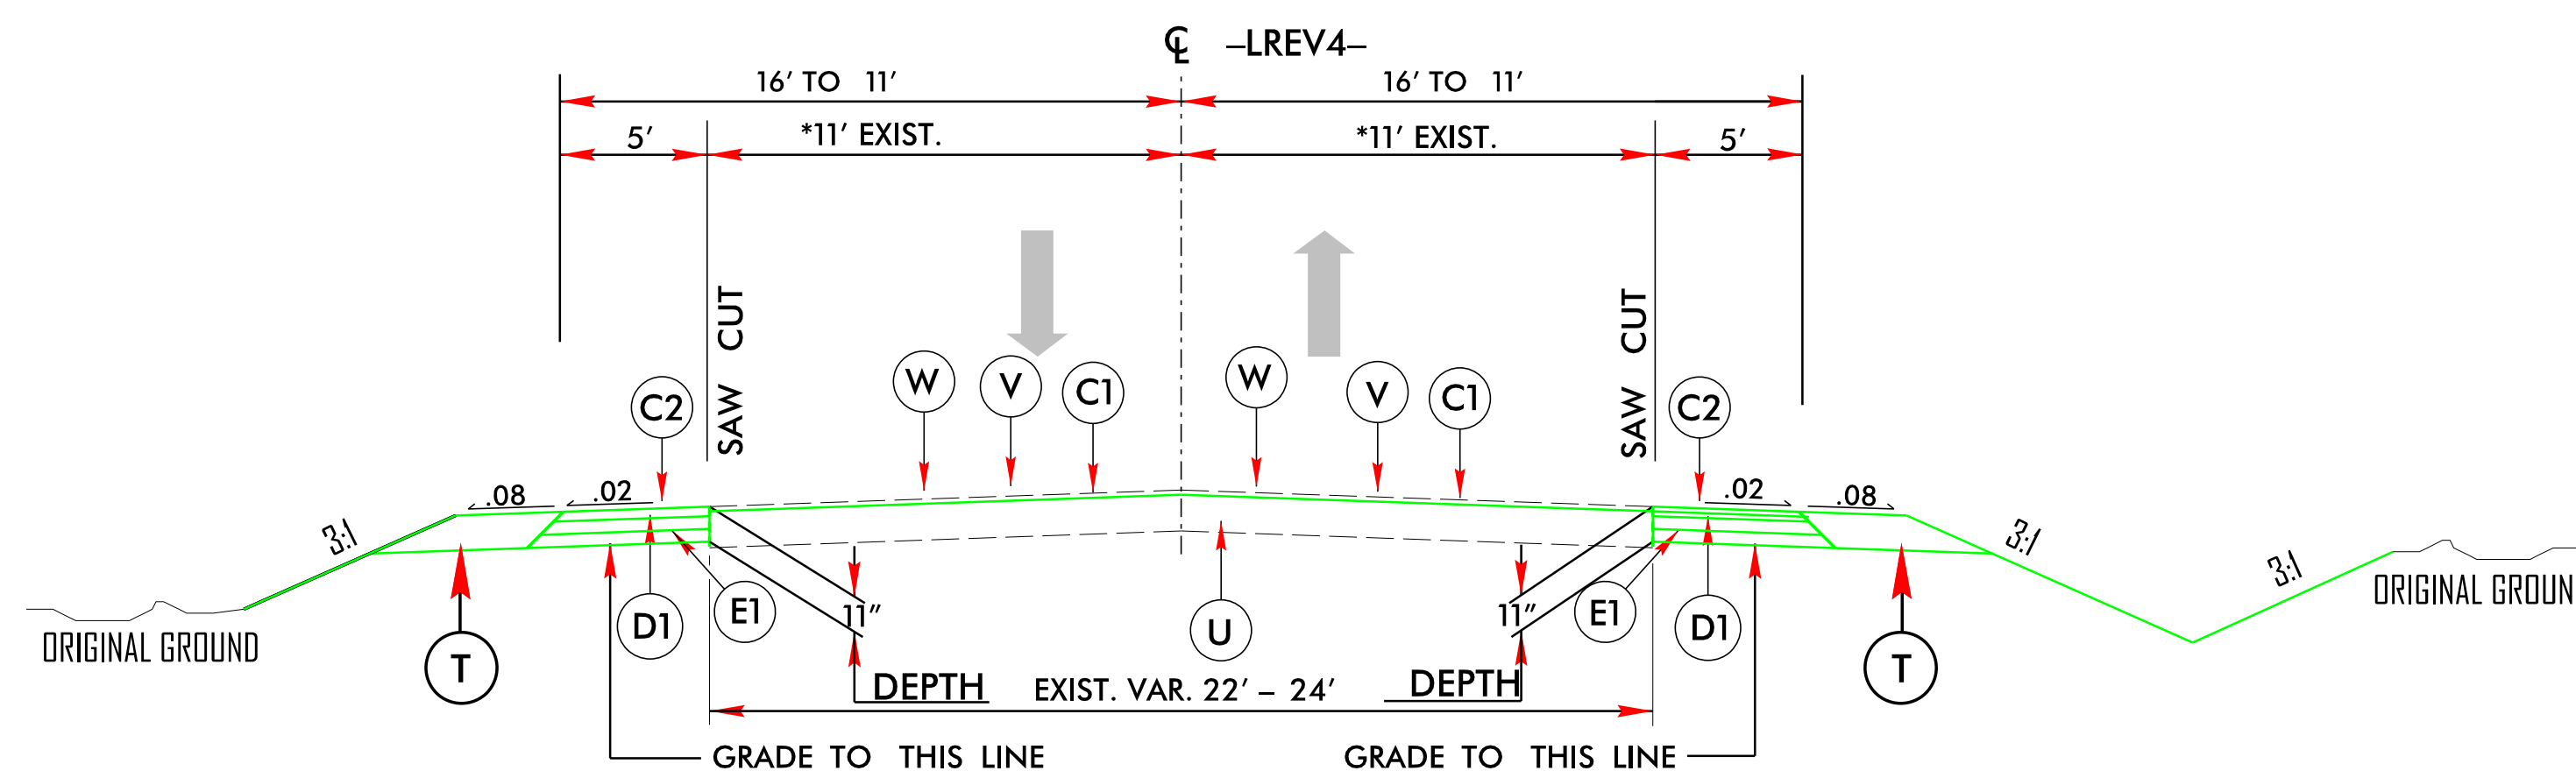 ℄ –LREV4–
16' TO 11' 16' TO 11'
5' *11' EXIST. *11' EXIST. 5'
SAW CUT SAW CUT
W V C1 W V C1
C2 C2
.08 .02 .02 .08
3:1 3:1 3:1
ORIGINAL GROUND ORIGINAL GROUN
11" 11"
E1 E1
D1 U D1
T T
DEPTH EXIST. VAR. 22' – 24' DEPTH
GRADE TO THIS LINE GRADE TO THIS LINE